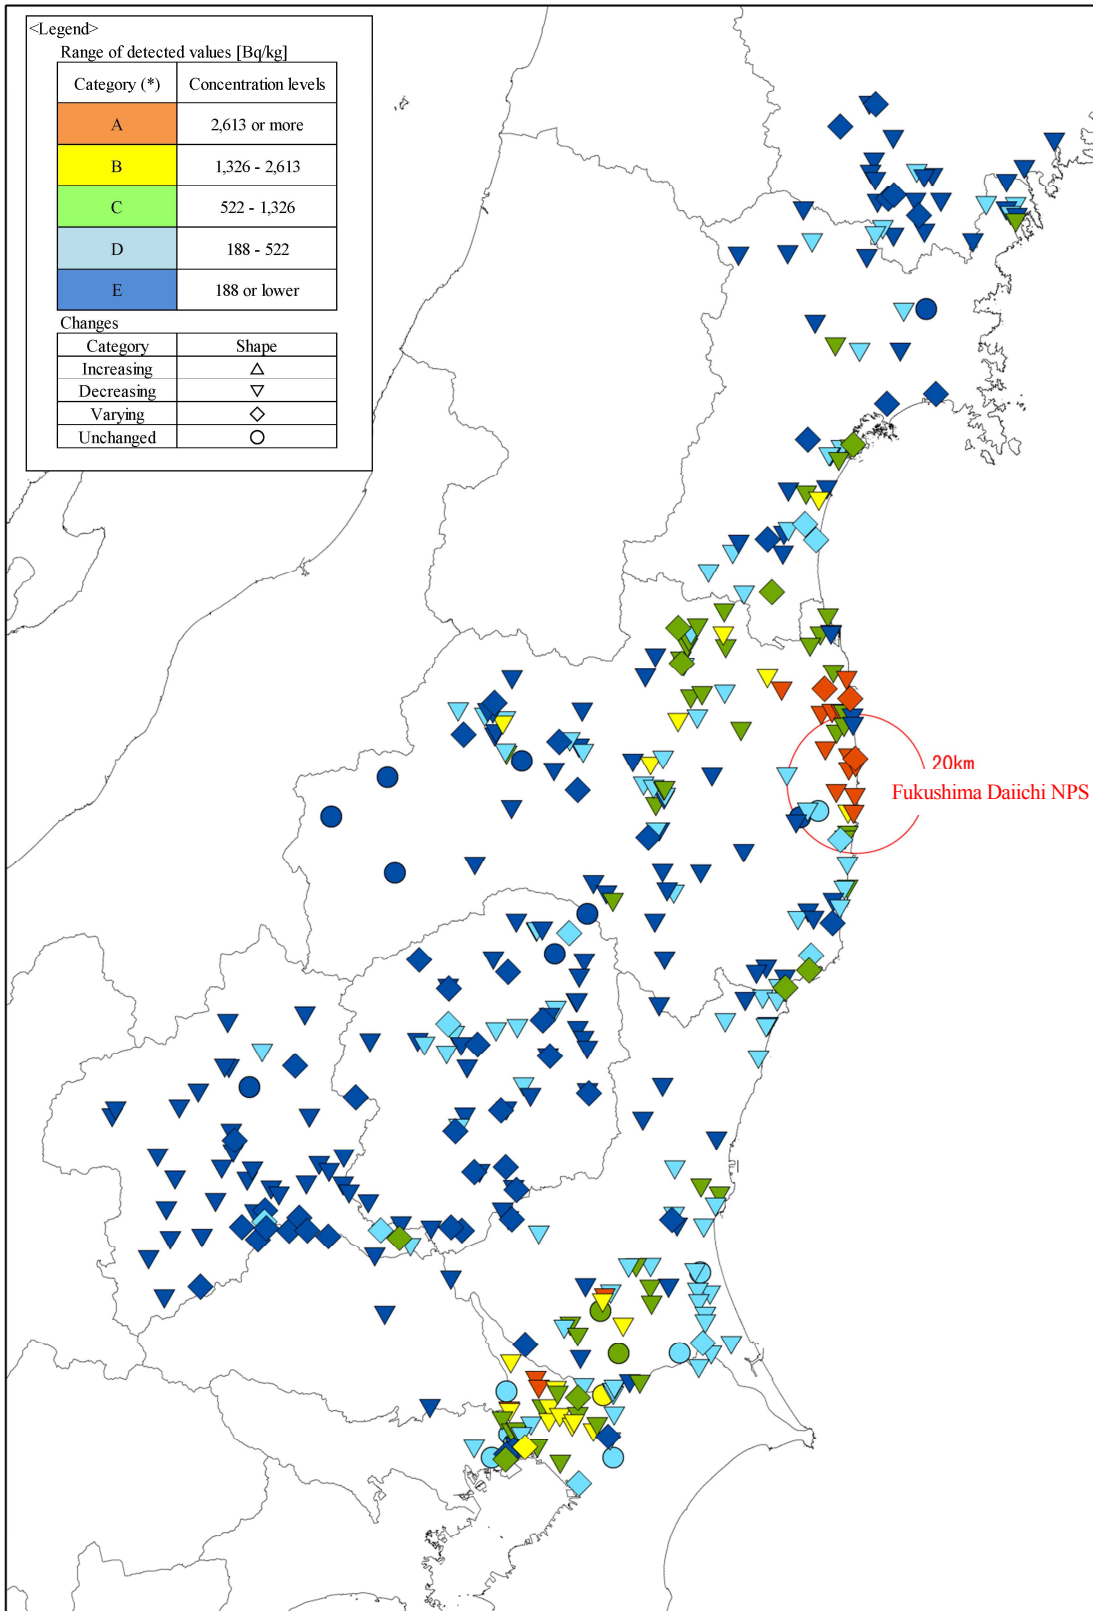 <Legend>
Range of detected values [Bq/kg]
Category (*) Concentration levels
A 2,613 or more
B 1,326 - 2,613
C 522 - 1,326
D 188 - 522
E 188 or lower
Changes
Category Shape
Increasing △
Decreasing ▽
Varying ◇
Unchanged ○
20km
Fukushima Daiichi NPS